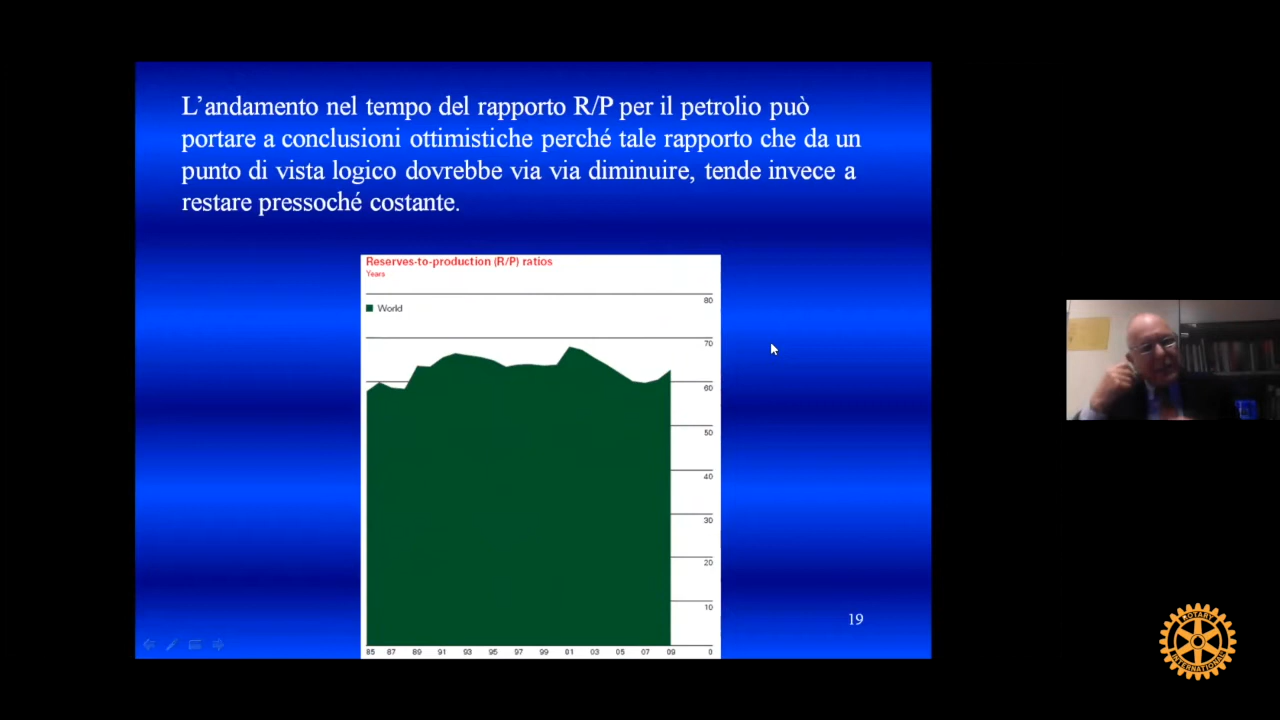 L'andamento nel tempo del rapporto R/P per il petrolio può
portare a conclusioni ottimistiche perché tale rapporto che da un
punto di vista logico dovrebbe via via diminuire, tende invece a
restare pressoché costante.
Reserves-to-production (R/P) ratios
Years
World
80
70
60
50
40
30
20
10
0
85 87 89 91 93 95 97 99 01 03 05 07 09
19
ROTARY
INTERNATIONAL